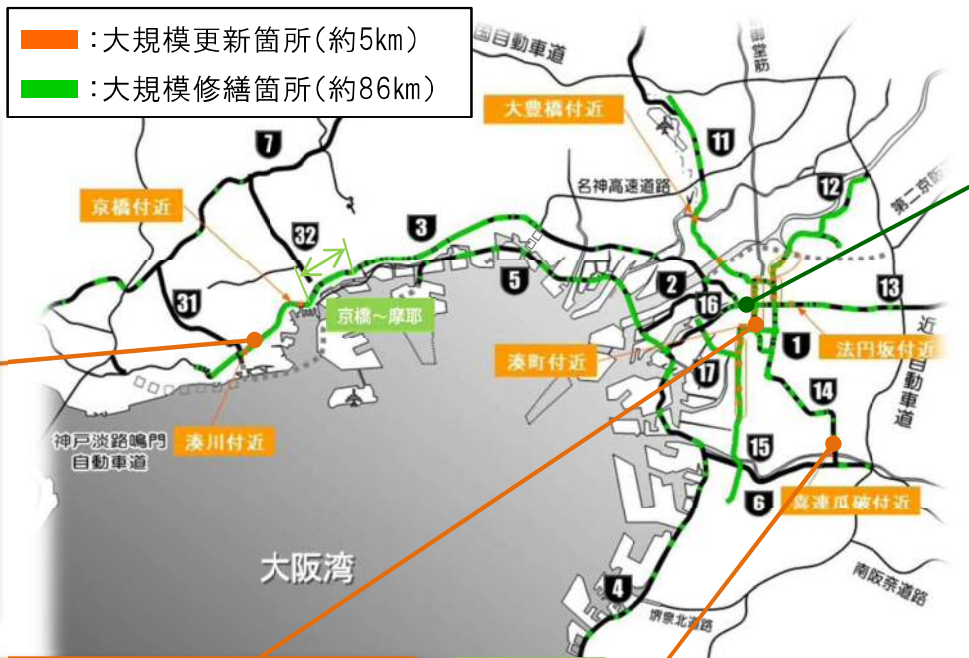 ：大規模更新箇所(約5km)
：大規模修繕箇所(約86km)
国自動車道
御堂筋
大豊橋付近
11
7
名神高速道路
12
第二京阪
京橋付近
32
3
5
2
16
13
31
京橋～摩耶
近
自動車道
1
法円坂付近
湊町付近
17
14
神戸淡路鳴門
自動車道
湊川付近
15
6
喜連瓜破付近
大阪湾
4
南阪奈道路
堺泉北道路